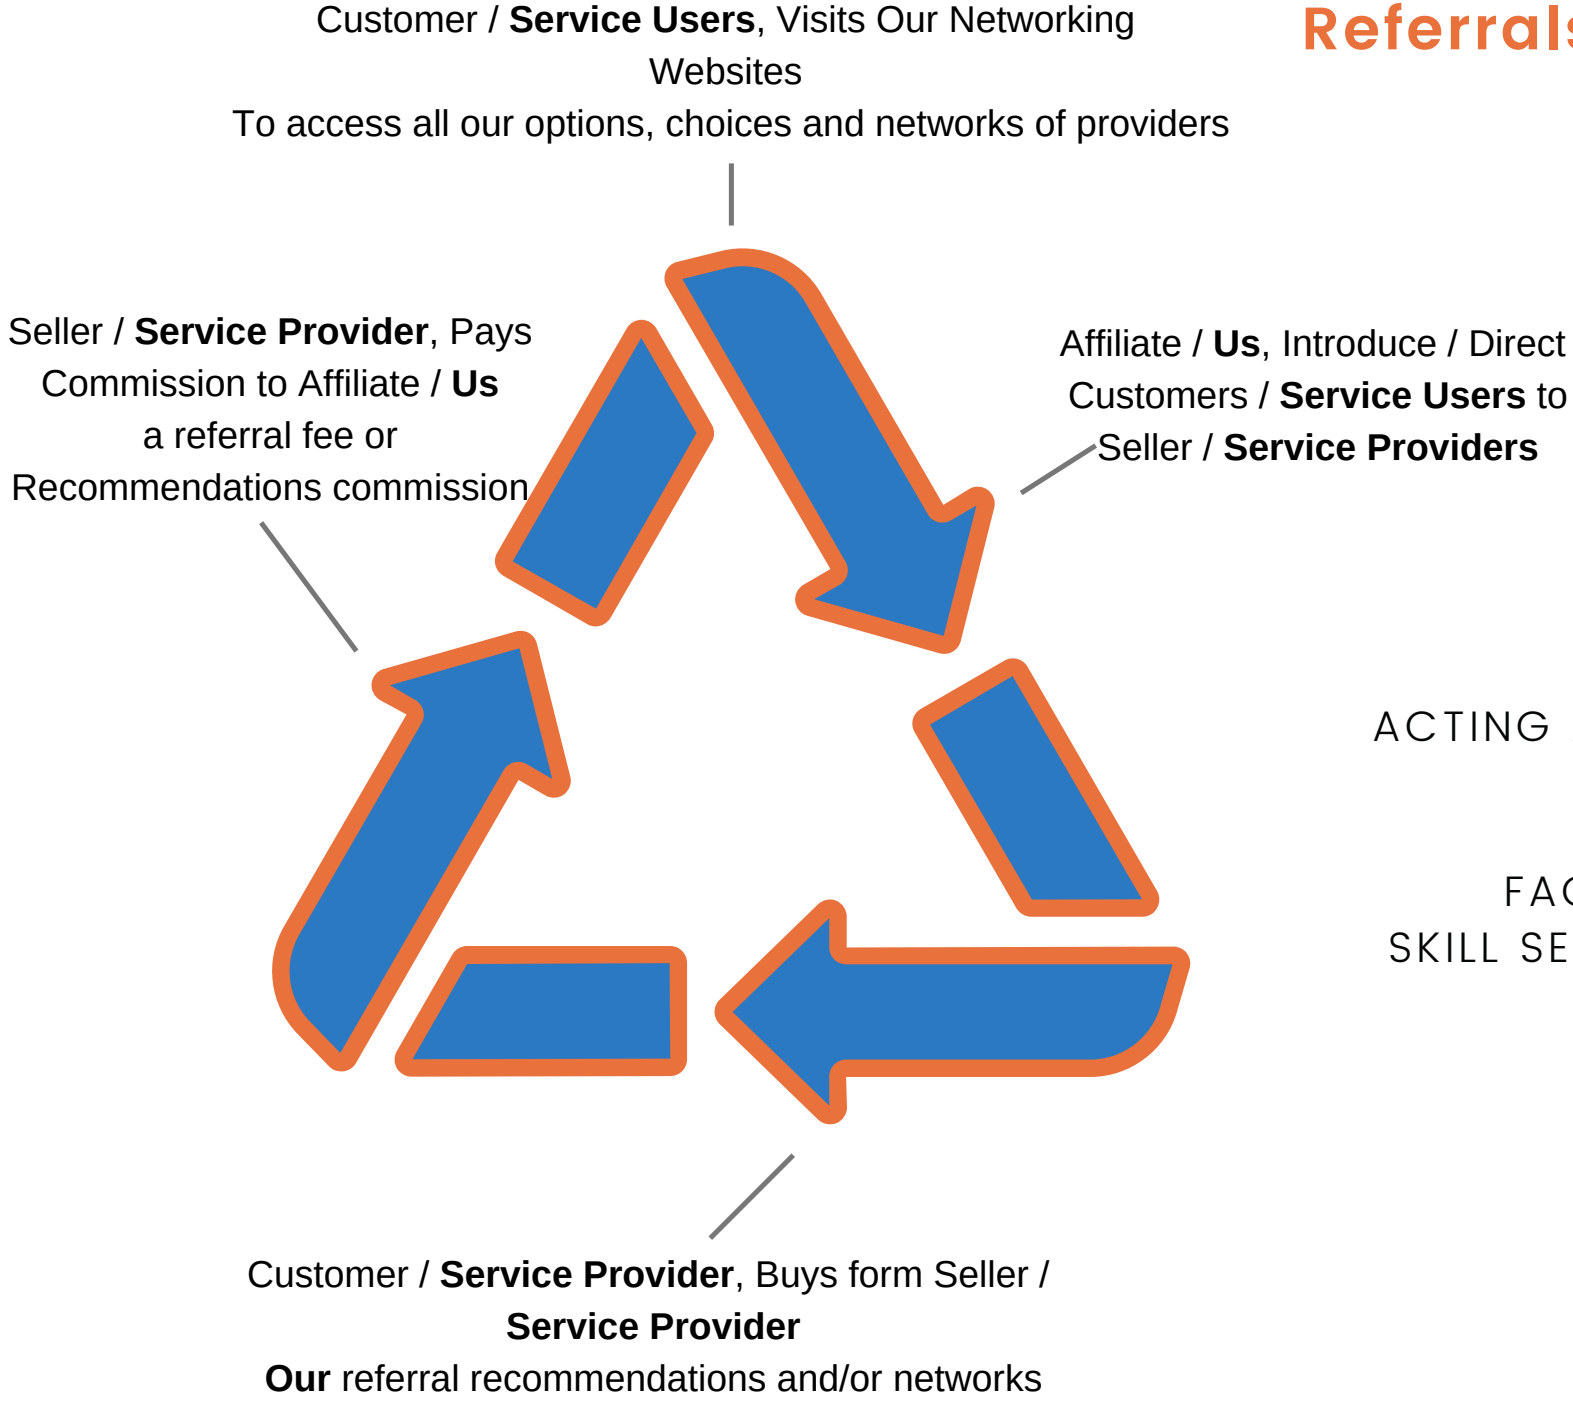 Customer / Service Users, Visits Our Networking
Websites
To access all our options, choices and networks of providers
Referrals
Seller / Service Provider, Pays
Commission to Affiliate / Us
a referral fee or
Recommendations commission
Affiliate / Us, Introduce / Direct
Customers / Service Users to
Seller / Service Providers
ACTING
SKILL
Customer / Service Provider, Buys form Seller /
Service Provider
Our referral recommendations and/or networks